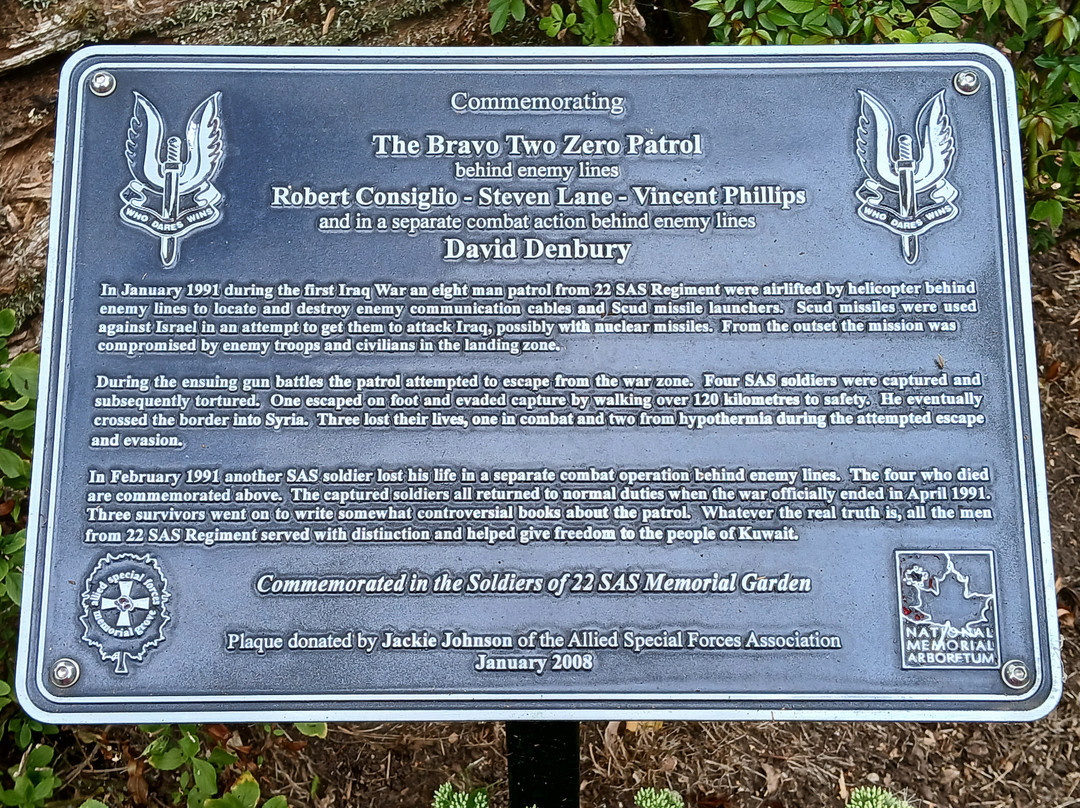 Commemorating
The Bravo Two Zero Patrol
behind enemy lines
Robert Consiglio - Steven Lane - Vincent Phillips
and in a separate combat action behind enemy lines
David Denbury
WHO DARES WINS
WHO DARES WINS
In January 1991 during the first Iraq War an eight man patrol from 22 SAS Regiment were airlifted by helicopter behind
enemy lines to locate and destroy enemy communication cables and Scud missile launchers. Scud missiles were used
against Israel in an attempt to get them to attack Iraq, possibly with nuclear missiles. From the outset the mission was
compromised by enemy troops and civilians in the landing zone.
During the ensuing gun battles the patrol attempted to escape from the war zone. Four SAS soldiers were captured and
subsequently tortured. One escaped on foot and evaded capture by walking over 120 kilometres to safety. He eventually
crossed the border into Syria. Three lost their lives, one in combat and two from hypothermia during the attempted escape
and evasion.
In February 1991 another SAS soldier lost his life in a separate combat operation behind enemy lines. The four who died
are commemorated above. The captured soldiers all returned to normal duties when the war officially ended in April 1991.
Three survivors went on to write somewhat controversial books about the patrol. Whatever the real truth is, all the men
from 22 SAS Regiment served with distinction and helped give freedom to the people of Kuwait.
Commemorated in the Soldiers of 22 SAS Memorial Garden
allied special forces
memorial grove
Plaque donated by Jackie Johnson of the Allied Special Forces Association
January 2008
NATIONAL
MEMORIAL
ARBORETUM